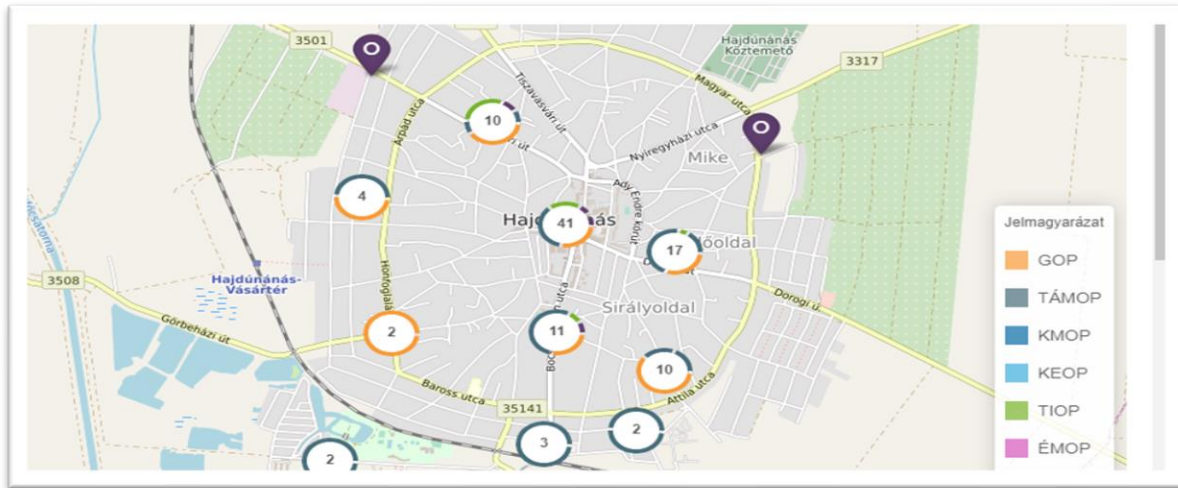 3501
Hajdúnánás
Köztemető
3317
Tiszavasvári út
Magyar utca
Árpád utca
10
Nyíregyházi utca
Mike
4
Ady Endre körút
41
17
Jelmagyarázat
GOP
TÁMOP
KMOP
KEOP
TIOP
ÉMOP
3508
Hajdúnánás-
Vásártér
Sirályoldal
Dorogi u.
Görbeházi út
2
11
10
Baross utca
35141
Attila utca
2
3
2